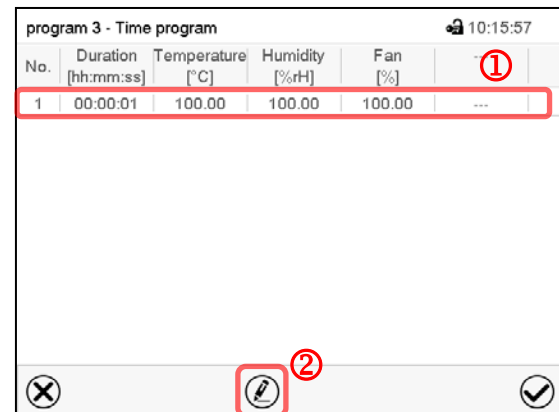 program 3 - Time program 10:15:57
No. Duration [hh:mm:ss] Temperature [°C] Humidity [%rH] Fan [%] ---
①
1 00:00:01 100.00 100.00 100.00 ---
②